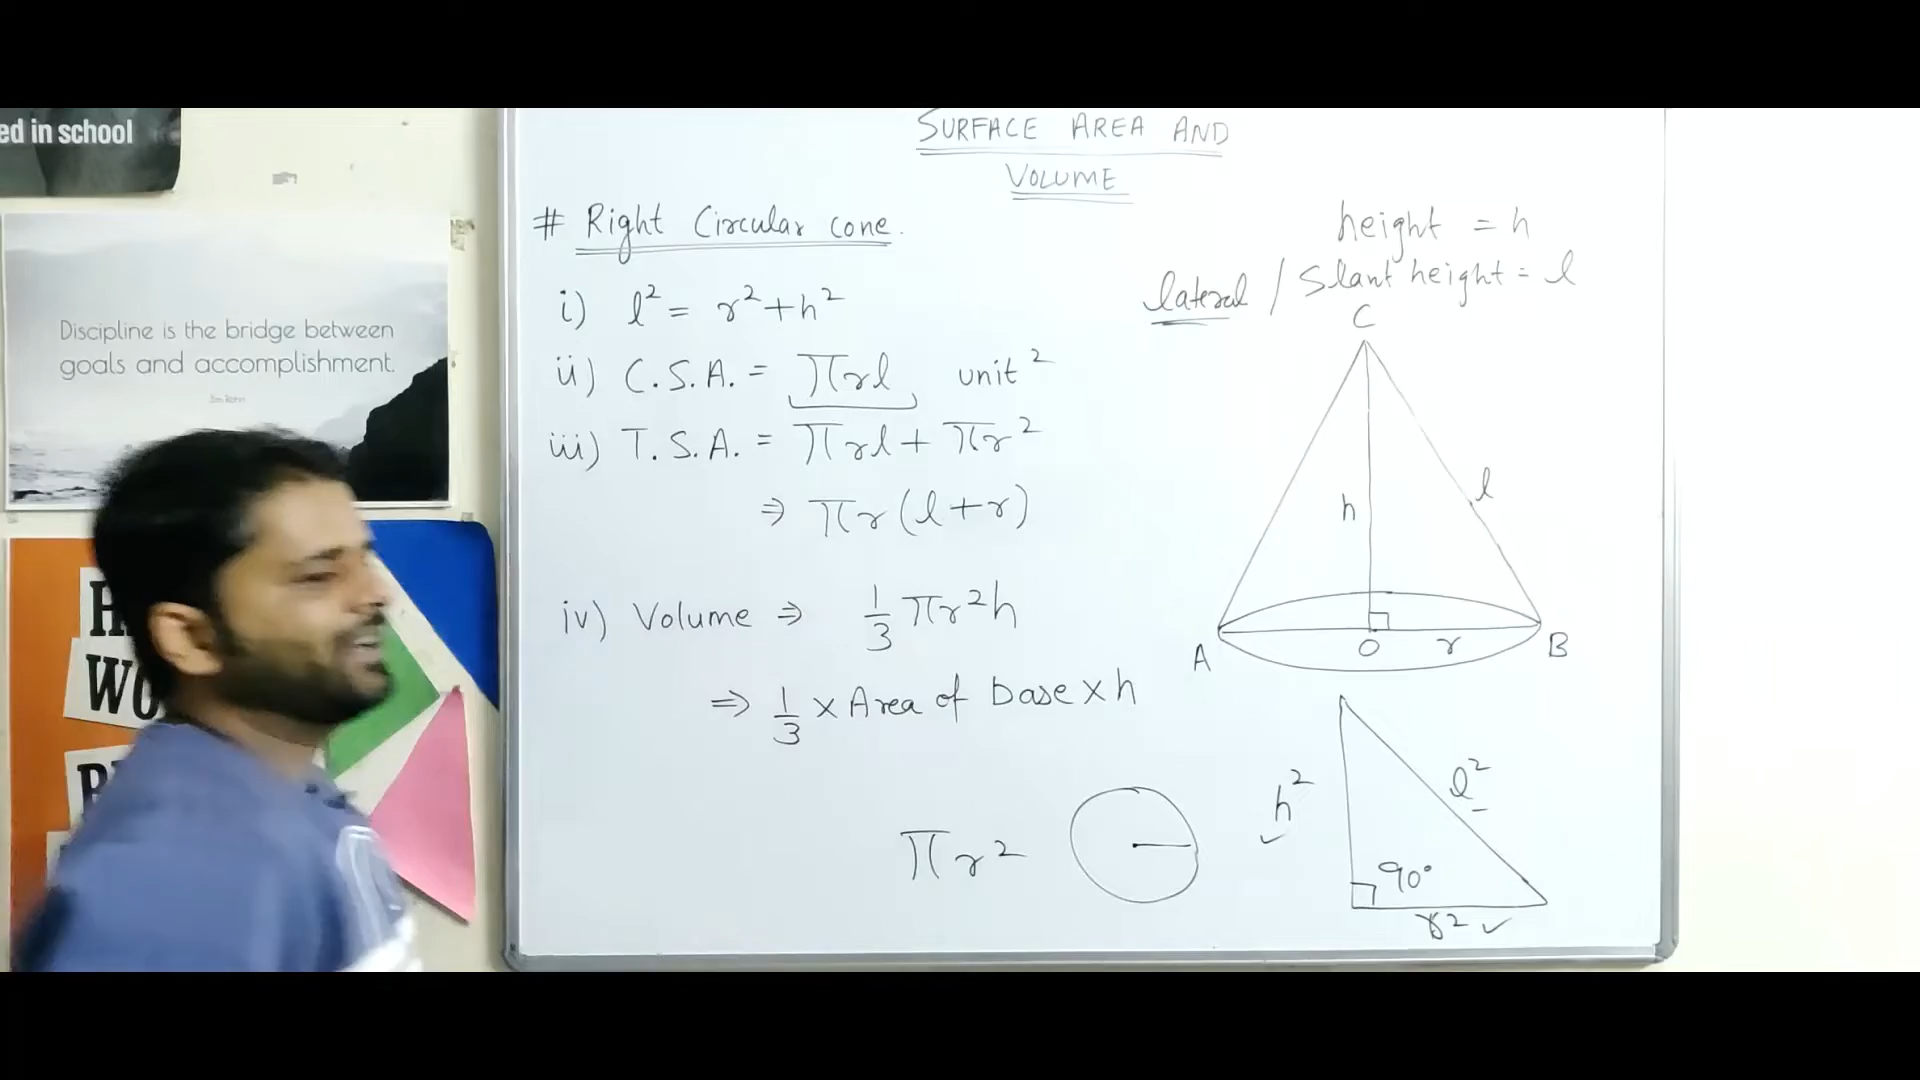 ed in school
Discipline is the bridge between
goals and accomplishment.
SURFACE AREA AND
VOLUME
# Right Circular cone.
i) l² = r² + h²
ii) C.S.A. = πrl unit²
iii) T.S.A. = πrl + πr²
⇒ πr(l+r)
iv) Volume ⇒ 1/3 πr²h
⇒ 1/3 × Area of base × h
πr²
height = h
lateral / Slant height = l
C
h
l
A
O
r
B
h²
l²
90°
r²